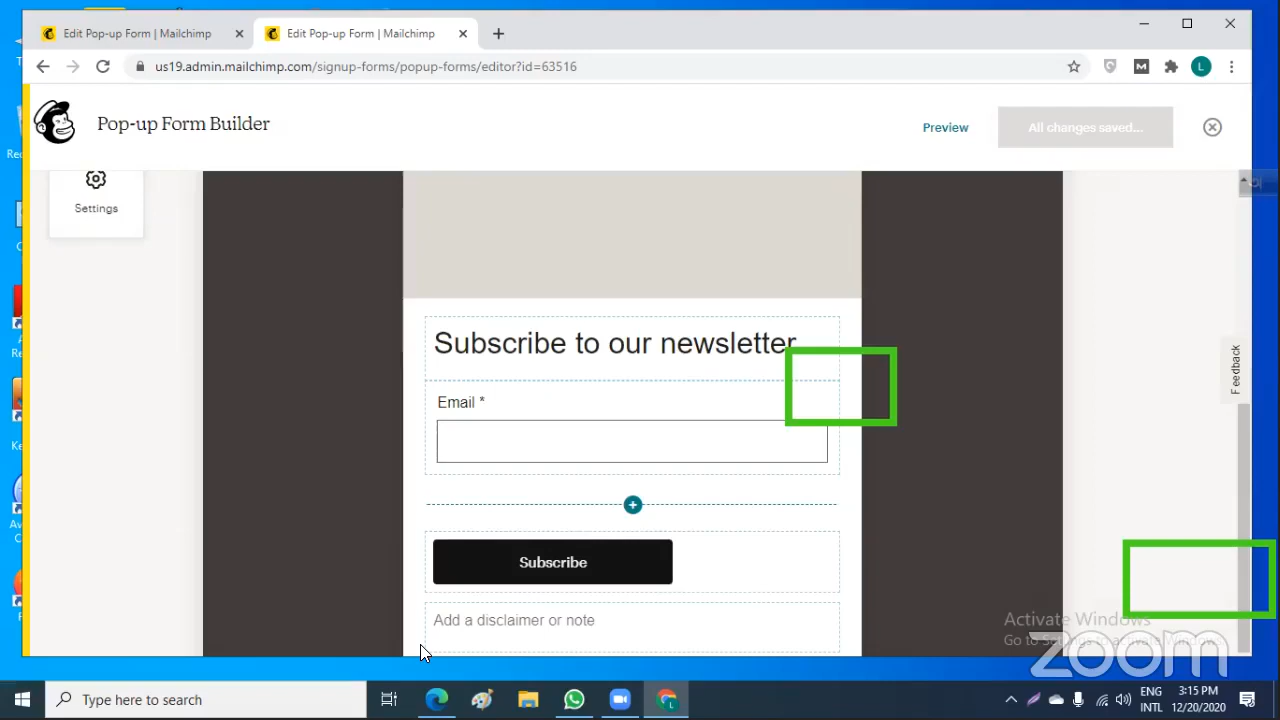 Edit Pop-up Form | Mailchimp
Edit Pop-up Form | Mailchimp
us19.admin.mailchimp.com/signup-forms/popup-forms/editor?id=63516
L
Pop-up Form Builder
Preview
All changes saved...
Settings
Subscribe to our newsletter
Email *
Feedback
Subscribe
Add a disclaimer or note
Activate Windows
zoom
Type here to search
ENG
INTL
3:15 PM
12/20/2020